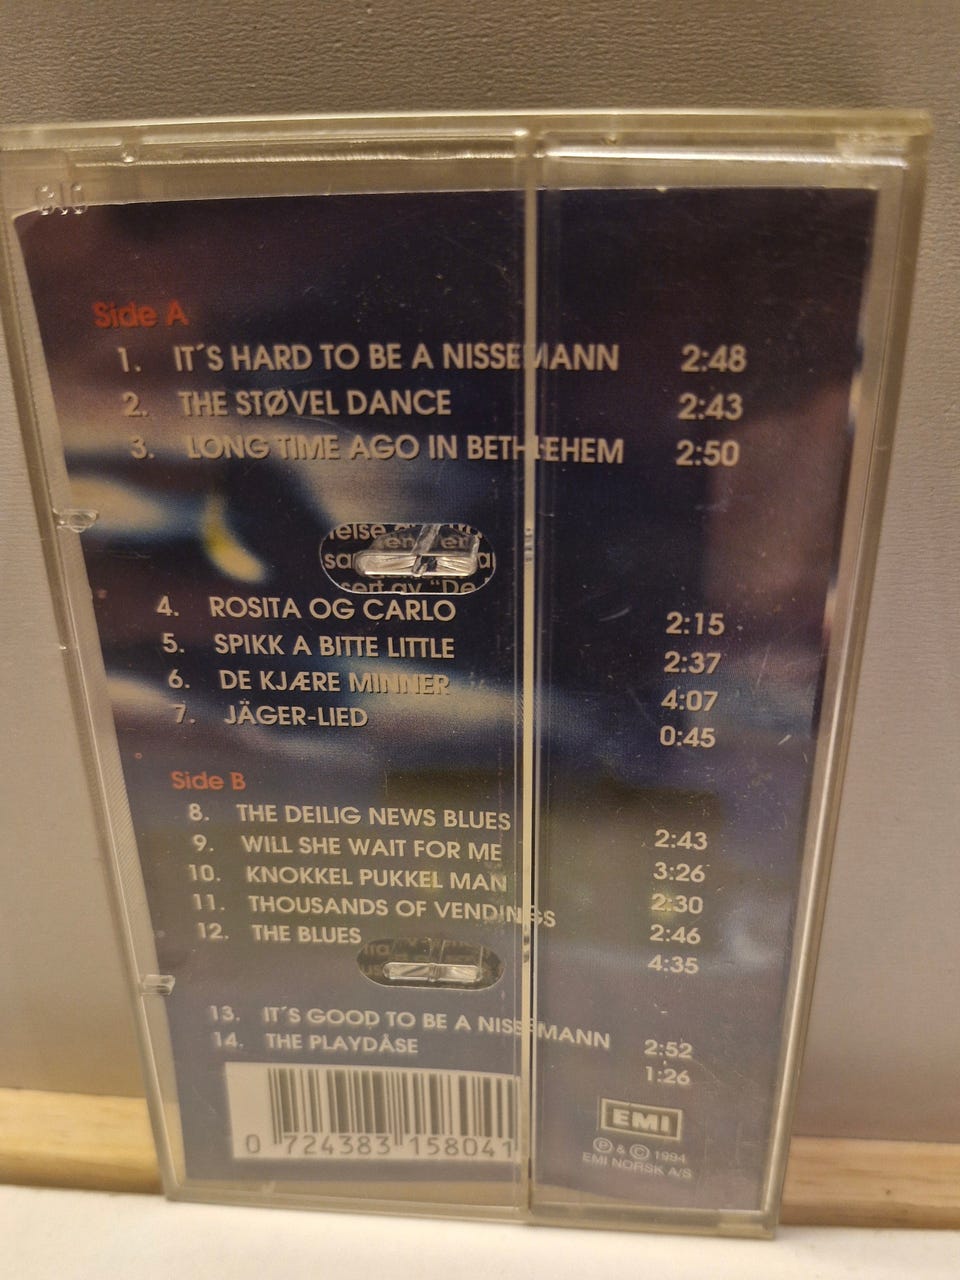 Side A
1. IT´S HARD TO BE A NISSEMANN 2:48
2. THE STØVEL DANCE 2:43
3. LONG TIME AGO IN BETHLEHEM 2:50
4. ROSITA OG CARLO 2:15
5. SPIKK A BITTE LITTLE 2:37
6. DE KJÆRE MINNER 4:07
7. JÄGER-LIED 0:45
Side B
8. THE DEILIG NEWS BLUES 2:43
9. WILL SHE WAIT FOR ME 3:26
10. KNOKKEL PUKKEL MAN 2:30
11. THOUSANDS OF VENDINGS 2:46
12. THE BLUES 4:35
13. IT´S GOOD TO BE A NISSEMANN 2:52
14. THE PLAYDÅSE 1:26
0 724383 158041
EMI
Ⓟ & © 1994
EMI NORSK A/S